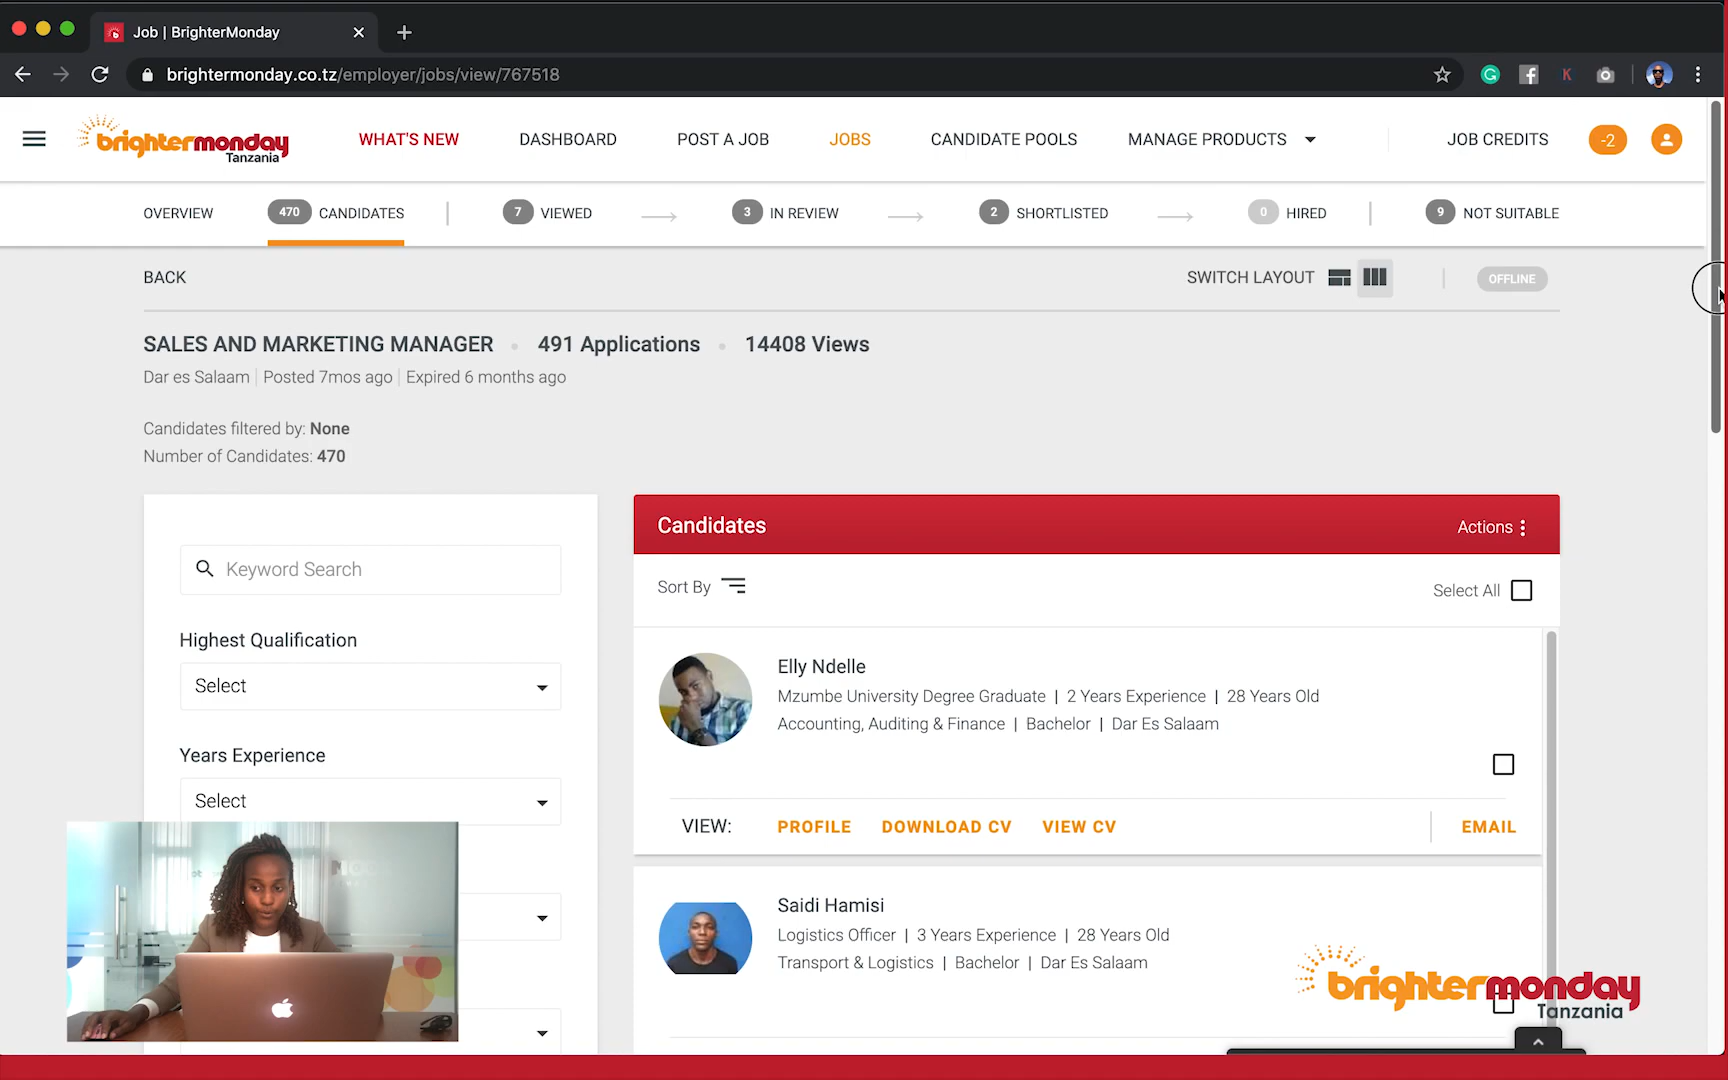 Job | BrighterMonday
brightermonday.co.tz/employer/jobs/view/767518
brightermonday
Tanzania
WHAT'S NEW
DASHBOARD
POST A JOB
JOBS
CANDIDATE POOLS
MANAGE PRODUCTS
JOB CREDITS
-2
OVERVIEW
470 CANDIDATES
7 VIEWED
3 IN REVIEW
2 SHORTLISTED
0 HIRED
9 NOT SUITABLE
BACK
SWITCH LAYOUT
OFFLINE
SALES AND MARKETING MANAGER
491 Applications
14408 Views
Dar es Salaam | Posted 7mos ago | Expired 6 months ago
Candidates filtered by: None
Number of Candidates: 470
Keyword Search
Highest Qualification
Select
Years Experience
Select
Candidates
Actions
Sort By
Select All
Elly Ndelle
Mzumbe University Degree Graduate | 2 Years Experience | 28 Years Old
Accounting, Auditing & Finance | Bachelor | Dar Es Salaam
VIEW:
PROFILE
DOWNLOAD CV
VIEW CV
EMAIL
Saidi Hamisi
Logistics Officer | 3 Years Experience | 28 Years Old
Transport & Logistics | Bachelor | Dar Es Salaam
brightermonday
Tanzania